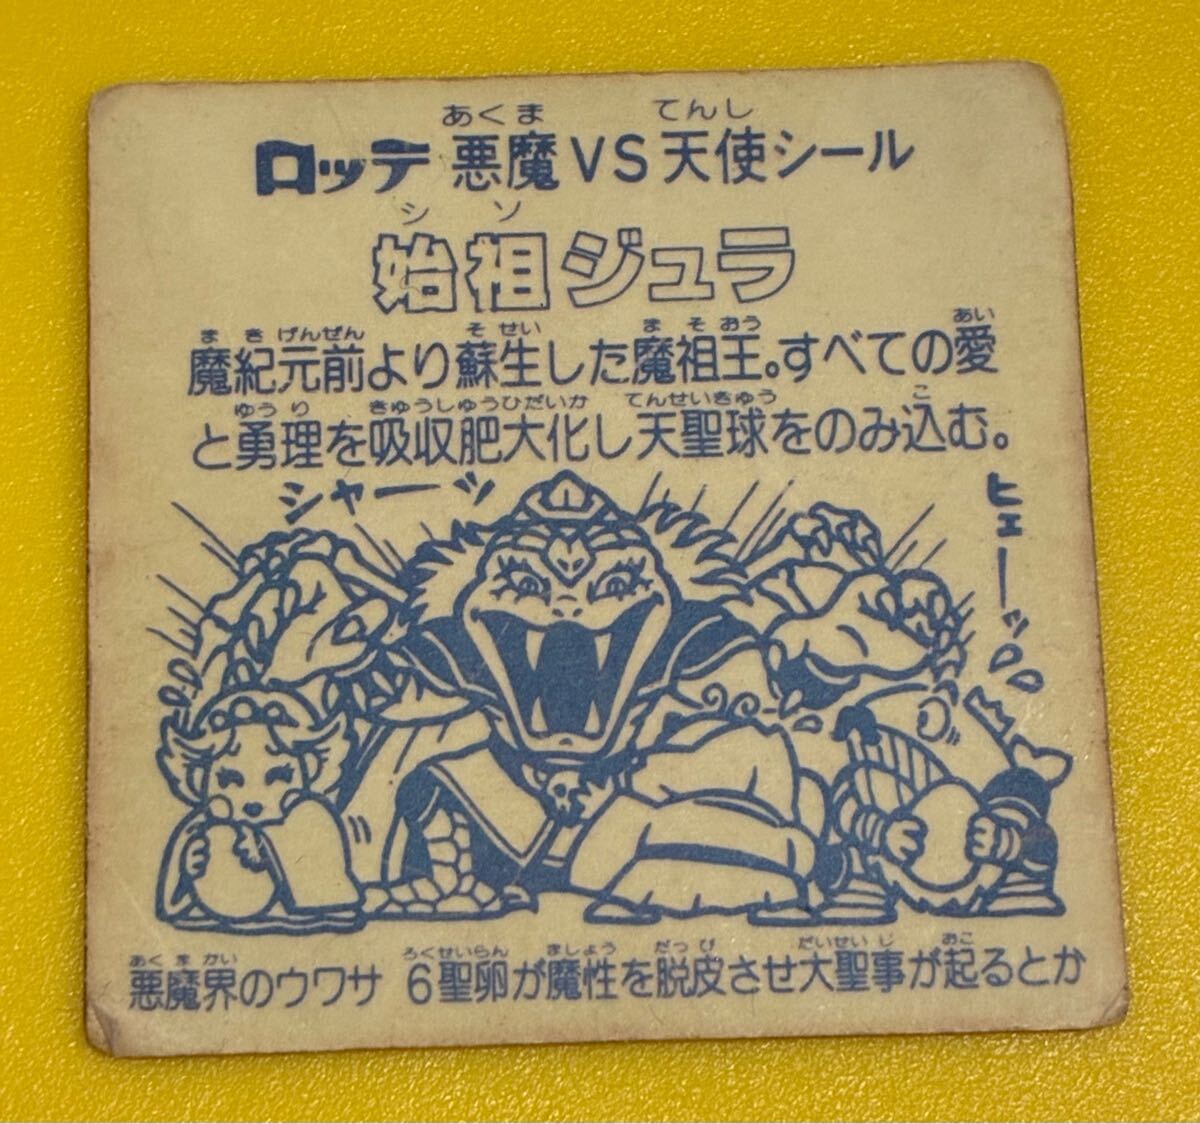 あくま てんし
ロッテ 悪魔VS天使シール
シ ソ
始祖ジュラ
ま き げんぜん そ せい ま そ おう あい
魔紀元前より蘇生した魔祖王。すべての愛
ゆう り きゅうしゅうひだいか てんせいきゅう こ
と勇理を吸収肥大化し天聖球をのみ込む。
シャーッ
ヒェーッ
あく ま かい ろくせいらん ましょう だっ ぴ だいせい じ おこ
悪魔界のウワサ 6聖卵が魔性を脱皮させ大聖事が起るとか